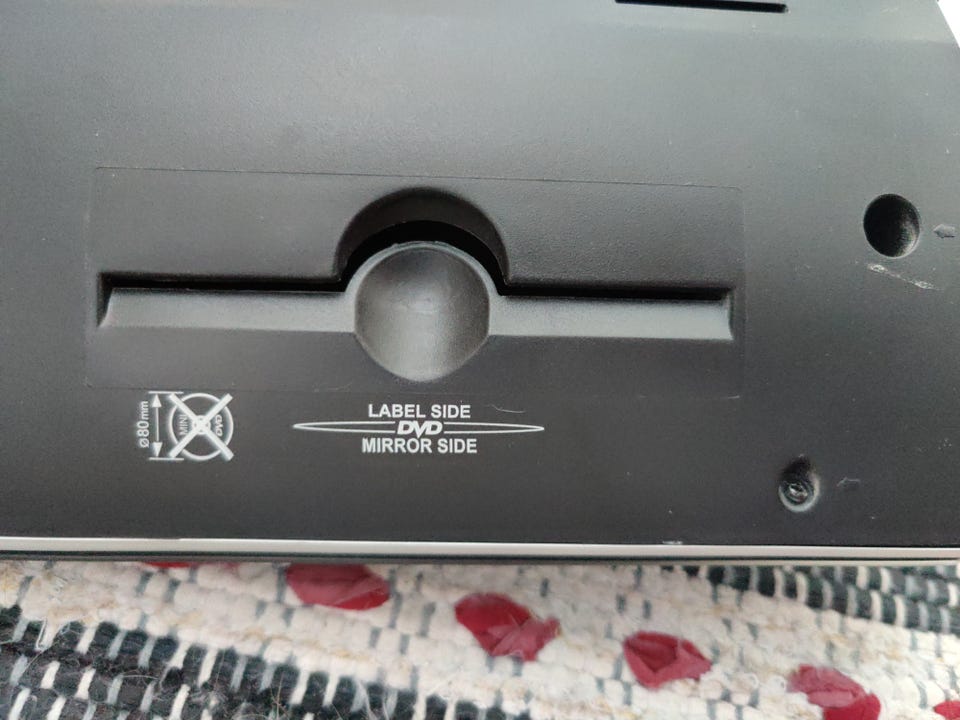 ø80mm
MINI
DVD
LABEL SIDE
DVD
MIRROR SIDE